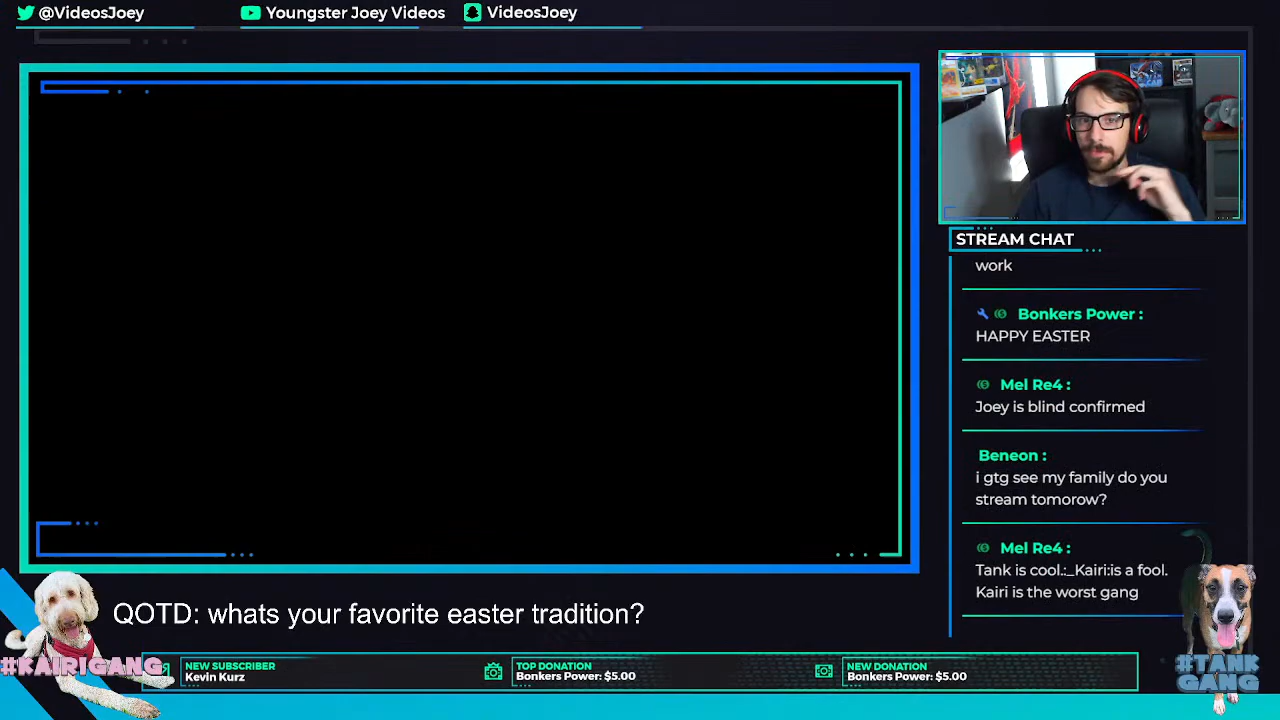 @VideosJoey
Youngster Joey Videos
VideosJoey
STREAM CHAT
work
Bonkers Power :
HAPPY EASTER
Mel Re4 :
Joey is blind confirmed
Beneon :
i gtg see my family do you
stream tomorow?
Mel Re4 :
Tank is cool.:_Kairi:is a fool.
Kairi is the worst gang
QOTD: whats your favorite easter tradition?
#KAIRIGANG
NEW SUBSCRIBER
Kevin Kurz
TOP DONATION
Bonkers Power: $5.00
NEW DONATION
Bonkers Power: $5.00
#TANK
GANG